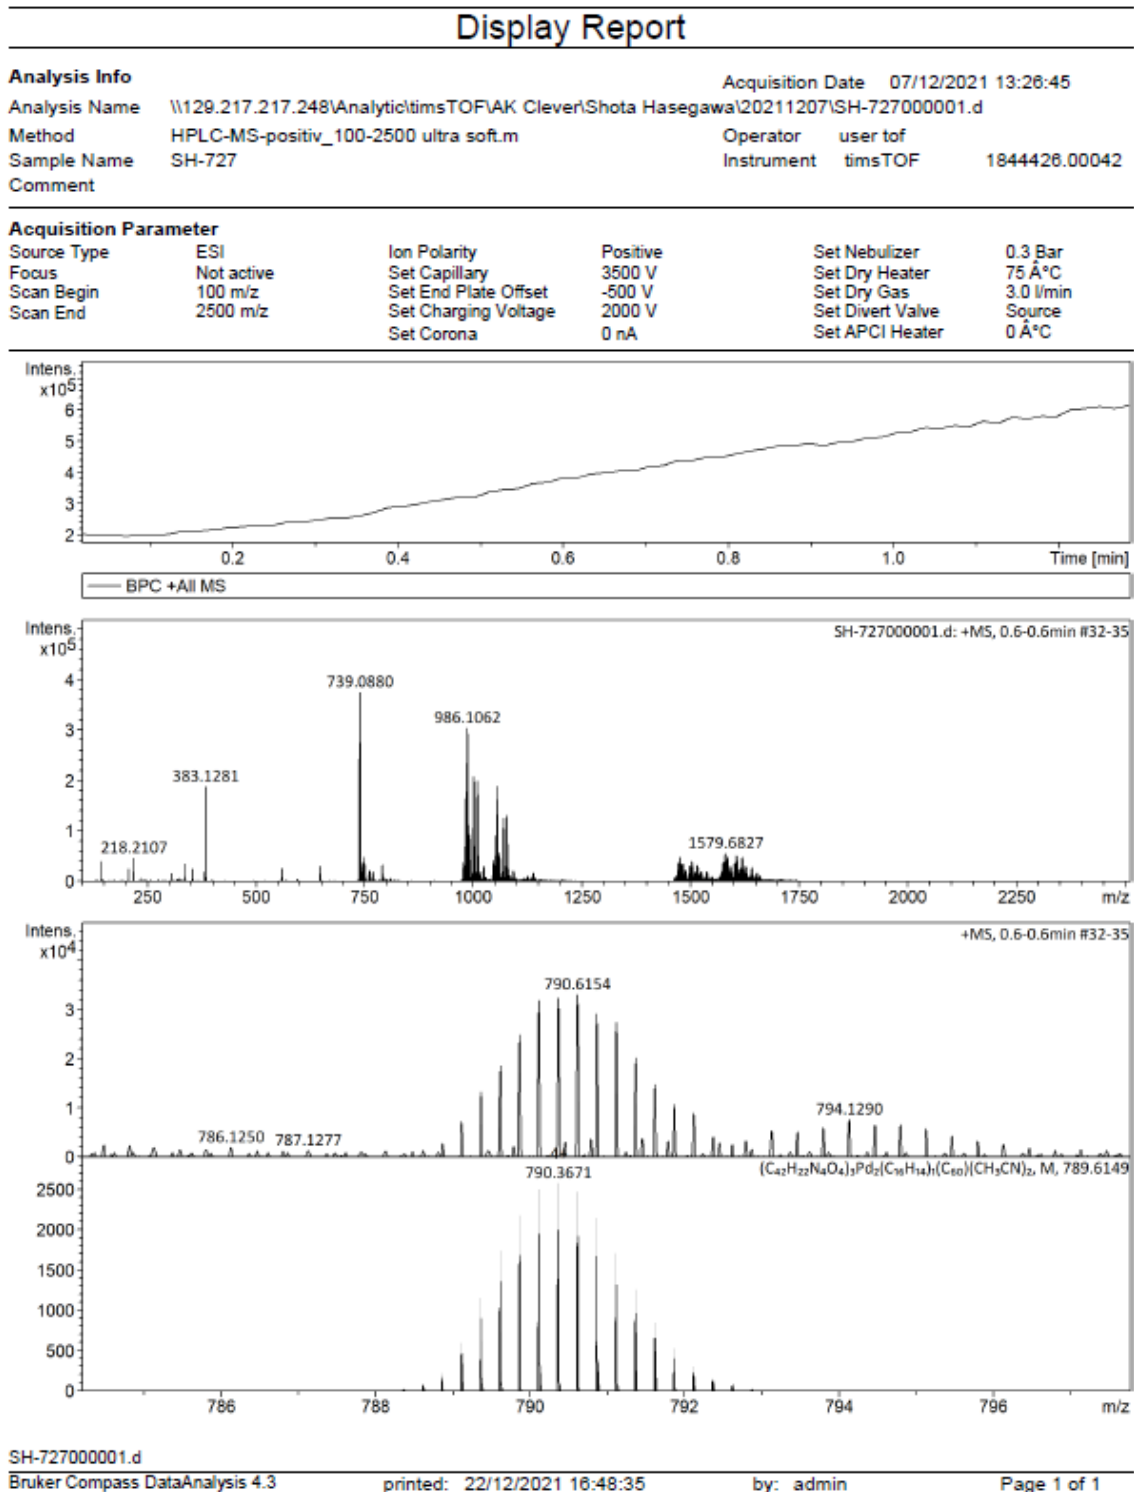 Display Report
Analysis Info Acquisition Date 07/12/2021 13:26:45
Analysis Name \\129.217.217.248\Analytic\timsTOF\AK Clever\Shota Hasegawa\20211207\SH-727000001.d
Method HPLC-MS-positiv_100-2500 ultra soft.m Operator user tof
Sample Name SH-727 Instrument timsTOF 1844426.00042
Comment
Acquisition Parameter
Source Type ESI Ion Polarity Positive Set Nebulizer 0.3 Bar
Focus Not active Set Capillary 3500 V Set Dry Heater 75 Â°C
Scan Begin 100 m/z Set End Plate Offset -500 V Set Dry Gas 3.0 l/min
Scan End 2500 m/z Set Charging Voltage 2000 V Set Divert Valve Source
Set Corona 0 nA Set APCI Heater 0 Â°C
Intens.
x10⁵
6
5
4
3
2
0.2 0.4 0.6 0.8 1.0 Time [min]
BPC +All MS
Intens.
x10⁵
SH-727000001.d: +MS, 0.6-0.6min #32-35
4
739.0880
986.1062
3
383.1281
2
1
218.2107
1579.6827
0
250 500 750 1000 1250 1500 1750 2000 2250 m/z
Intens.
x10⁴
+MS, 0.6-0.6min #32-35
790.6154
3
2
1
794.1290
786.1250 787.1277
0
790.3671
(C₄₂H₂₂N₄O₄)₃Pd₂(C₁₆H₁₄)₁(C₆₀)(CH₃CN)₂, M, 789.6149
2500
2000
1500
1000
500
0
786 788 790 792 794 796 m/z
SH-727000001.d
Bruker Compass DataAnalysis 4.3 printed: 22/12/2021 16:48:35 by: admin Page 1 of 1